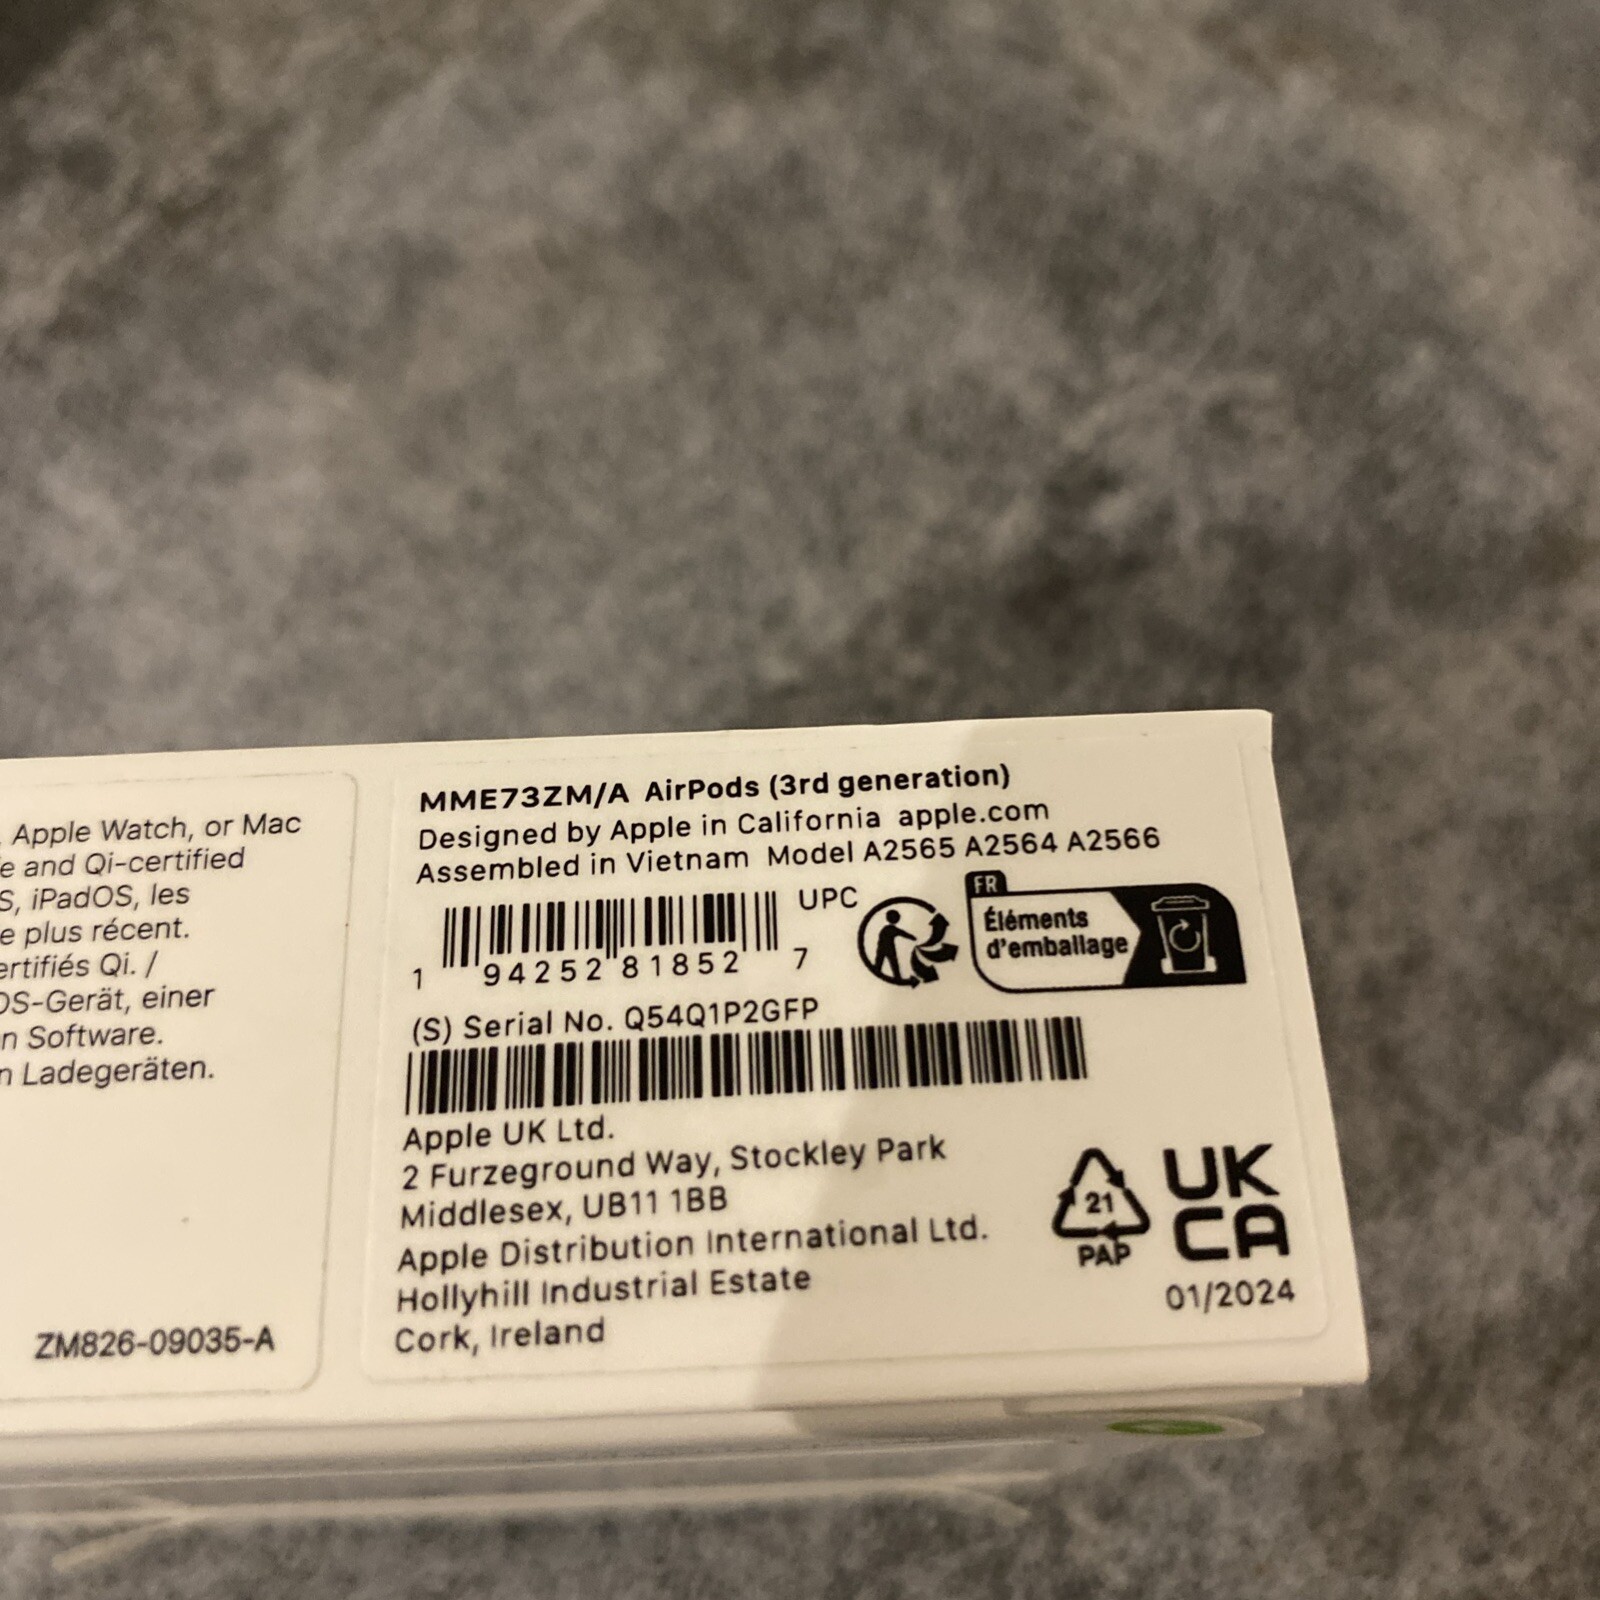 Apple Watch, or Mac
e and Qi-certified
S, iPadOS, les
e plus récent.
ertifiés Qi. /
OS-Gerät, einer
n Software.
n Ladegeräten.
ZM826-09035-A
MME73ZM/A AirPods (3rd generation)
Designed by Apple in California apple.com
Assembled in Vietnam Model A2565 A2564 A2566
UPC
1 94252 81852 7
FR
Éléments
d'emballage
(S) Serial No. Q54Q1P2GFP
Apple UK Ltd.
2 Furzeground Way, Stockley Park
Middlesex, UB11 1BB
Apple Distribution International Ltd.
Hollyhill Industrial Estate
Cork, Ireland
21
PAP
UK
CA
01/2024